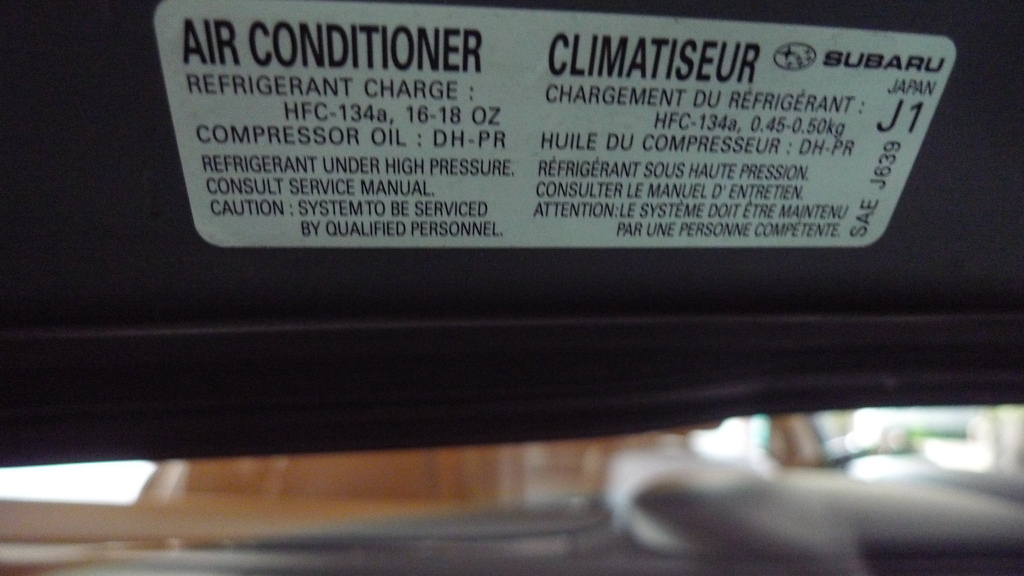 AIR CONDITIONER
REFRIGERANT CHARGE :
HFC-134a, 16-18 OZ
COMPRESSOR OIL : DH-PR
REFRIGERANT UNDER HIGH PRESSURE.
CONSULT SERVICE MANUAL.
CAUTION : SYSTEM TO BE SERVICED
BY QUALIFIED PERSONNEL.
CLIMATISEUR
SUBARU
JAPAN
J1
CHARGEMENT DU RÉFRIGÉRANT :
HFC-134a, 0.45-0.50kg
HUILE DU COMPRESSEUR : DH-PR
RÉFRIGÉRANT SOUS HAUTE PRESSION.
CONSULTER LE MANUEL D' ENTRETIEN.
ATTENTION:LE SYSTÈME DOIT ÊTRE MAINTENU
PAR UNE PERSONNE COMPÉTENTE.
SAE J639